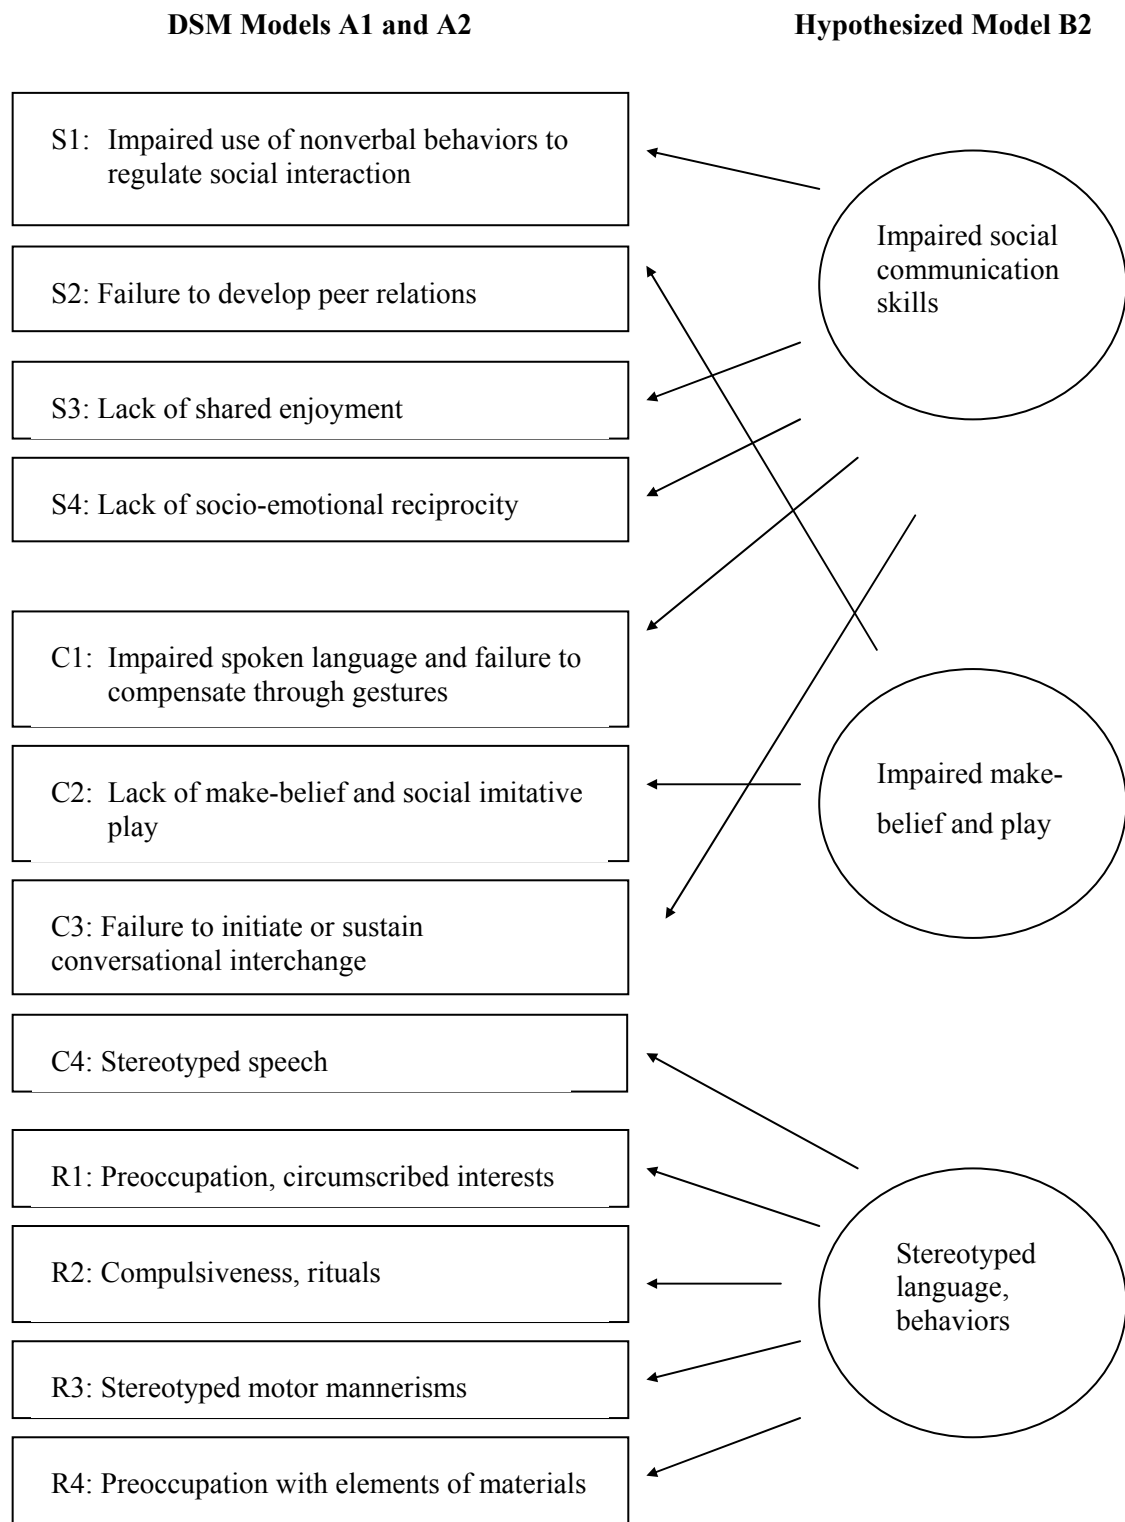 DSM Models A1 and A2
Hypothesized Model B2
S1: Impaired use of nonverbal behaviors to
regulate social interaction
S2: Failure to develop peer relations
S3: Lack of shared enjoyment
S4: Lack of socio-emotional reciprocity
C1: Impaired spoken language and failure to
compensate through gestures
C2: Lack of make-belief and social imitative
play
C3: Failure to initiate or sustain
conversational interchange
C4: Stereotyped speech
R1: Preoccupation, circumscribed interests
R2: Compulsiveness, rituals
R3: Stereotyped motor mannerisms
R4: Preoccupation with elements of materials
Impaired social
communication
skills
Impaired make-
belief and play
Stereotyped
language,
behaviors